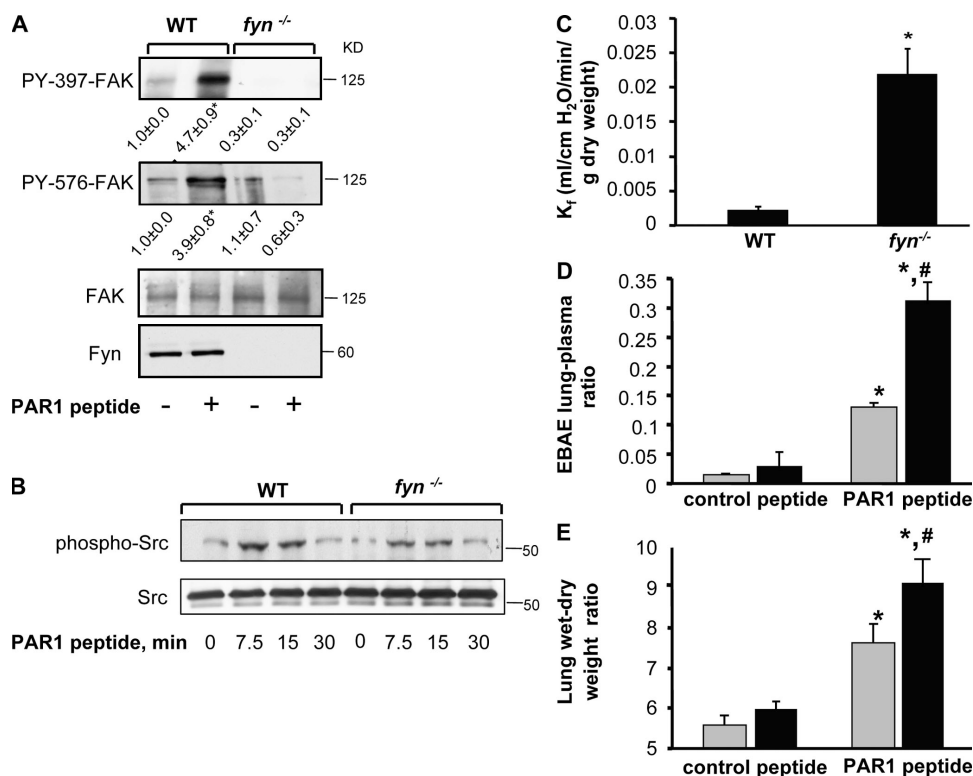 A
WT
fyn -/-
KD
PY-397-FAK
125
1.0±0.0
4.7±0.9*
0.3±0.1
0.3±0.1
PY-576-FAK
125
1.0±0.0
3.9±0.8*
1.1±0.7
0.6±0.3
FAK
125
Fyn
60
PAR1 peptide - + - +
B
WT
fyn -/-
phospho-Src
50
Src
50
PAR1 peptide, min 0 7.5 15 30 0 7.5 15 30
C
Kf (ml/cm H2O/min/
g dry weight)
0.03
0.025
0.02
0.015
0.01
0.005
0
*
WT
fyn-/-
D
EBAE lung-plasma
ratio
0.35
0.3
0.25
0.2
0.15
0.1
0.05
0
*
*,#
control peptide
PAR1 peptide
E
Lung wet-dry
weight ratio
10
9
8
7
6
5
*
*,#
control peptide
PAR1 peptide